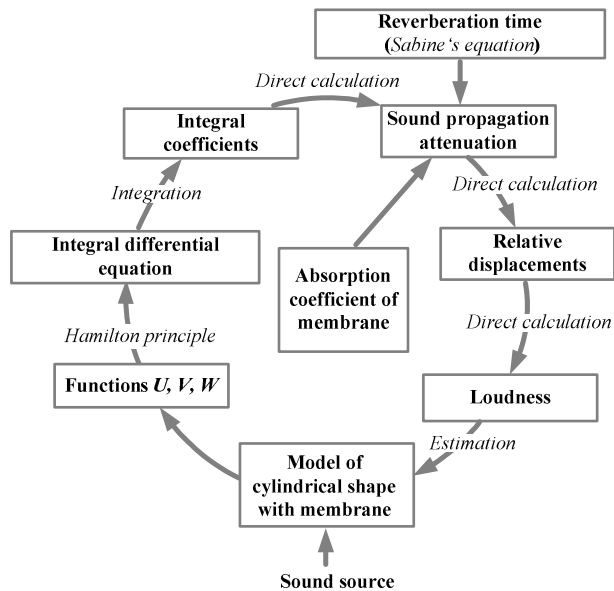 Reverberation time
(Sabine‘s equation)
Direct calculation
Integral
coefficients
Sound propagation
attenuation
Integration
Direct calculation
Integral differential
equation
Absorption
coefficient of
membrane
Relative
displacements
Hamilton principle
Direct calculation
Functions U, V, W
Loudness
Estimation
Model of
cylindrical shape
with membrane
Sound source